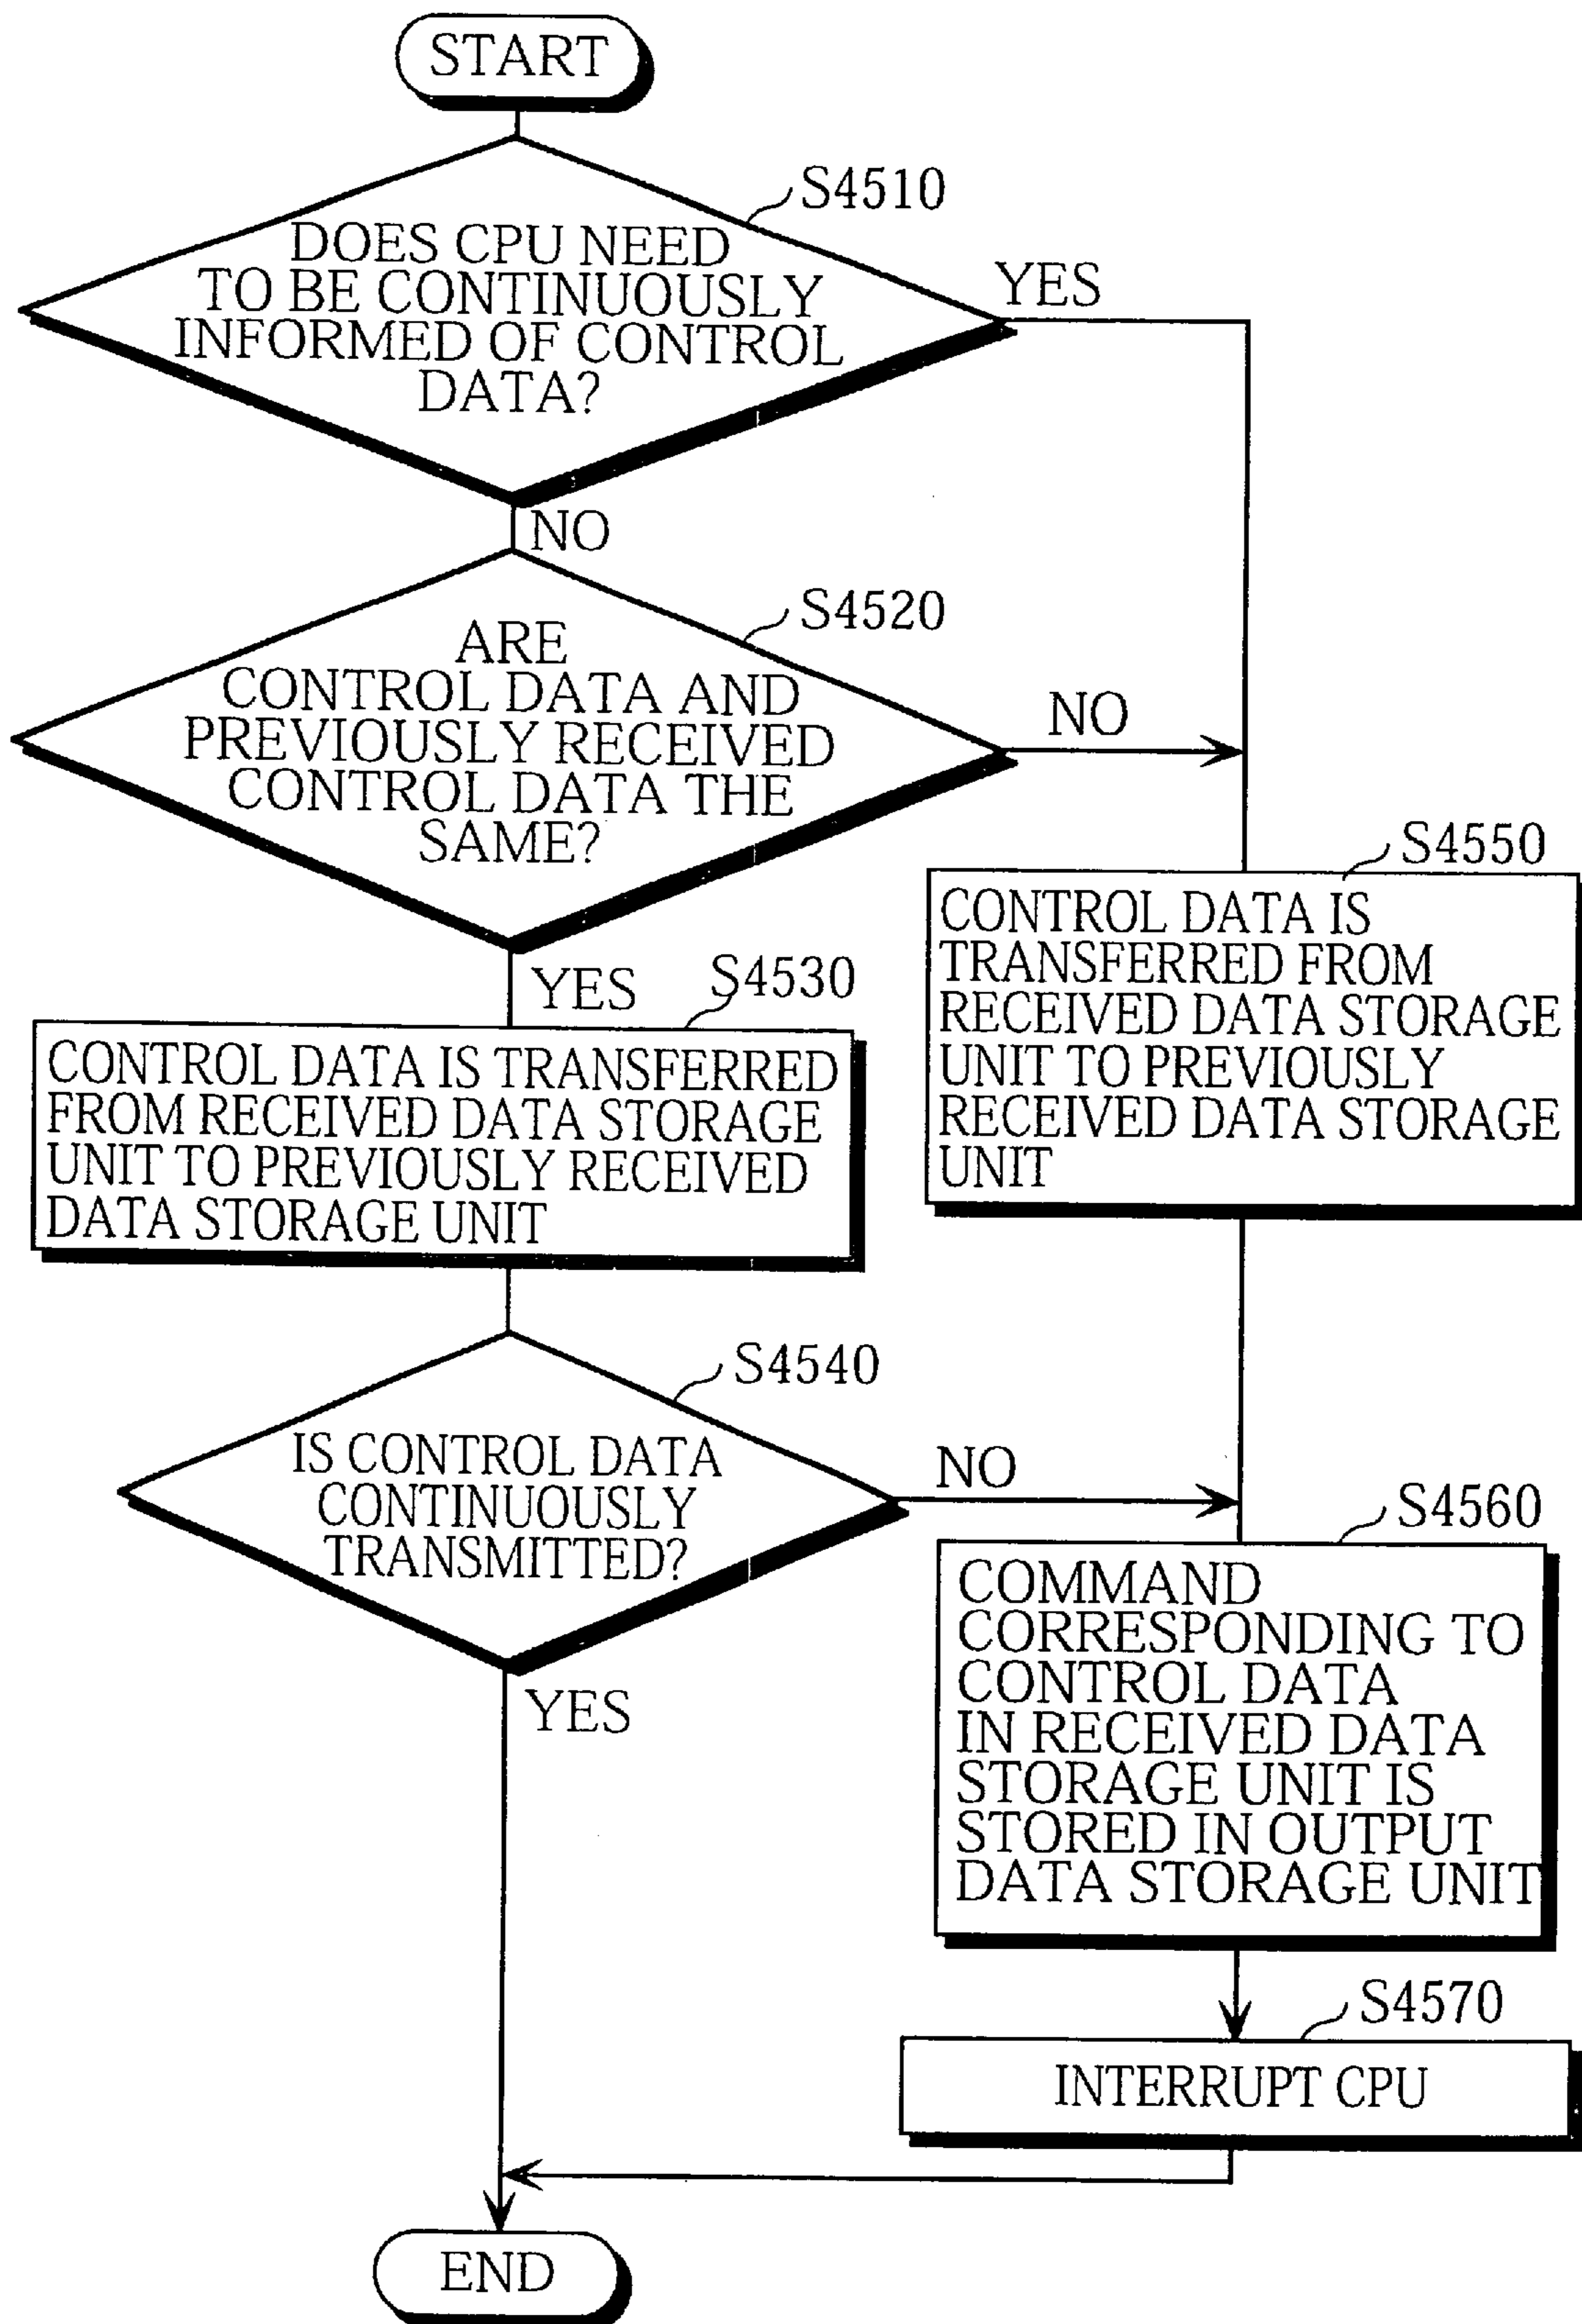 START
S4510
DOES CPU NEED
TO BE CONTINUOUSLY
INFORMED OF CONTROL
DATA?
YES
NO
S4520
ARE
CONTROL DATA AND
PREVIOUSLY RECEIVED
CONTROL DATA THE
SAME?
NO
YES
S4530
CONTROL DATA IS TRANSFERRED
FROM RECEIVED DATA STORAGE
UNIT TO PREVIOUSLY RECEIVED
DATA STORAGE UNIT
S4550
CONTROL DATA IS
TRANSFERRED FROM
RECEIVED DATA STORAGE
UNIT TO PREVIOUSLY
RECEIVED DATA STORAGE
UNIT
S4540
IS CONTROL DATA
CONTINUOUSLY
TRANSMITTED?
NO
YES
S4560
COMMAND
CORRESPONDING TO
CONTROL DATA
IN RECEIVED DATA
STORAGE UNIT IS
STORED IN OUTPUT
DATA STORAGE UNIT
S4570
INTERRUPT CPU
END